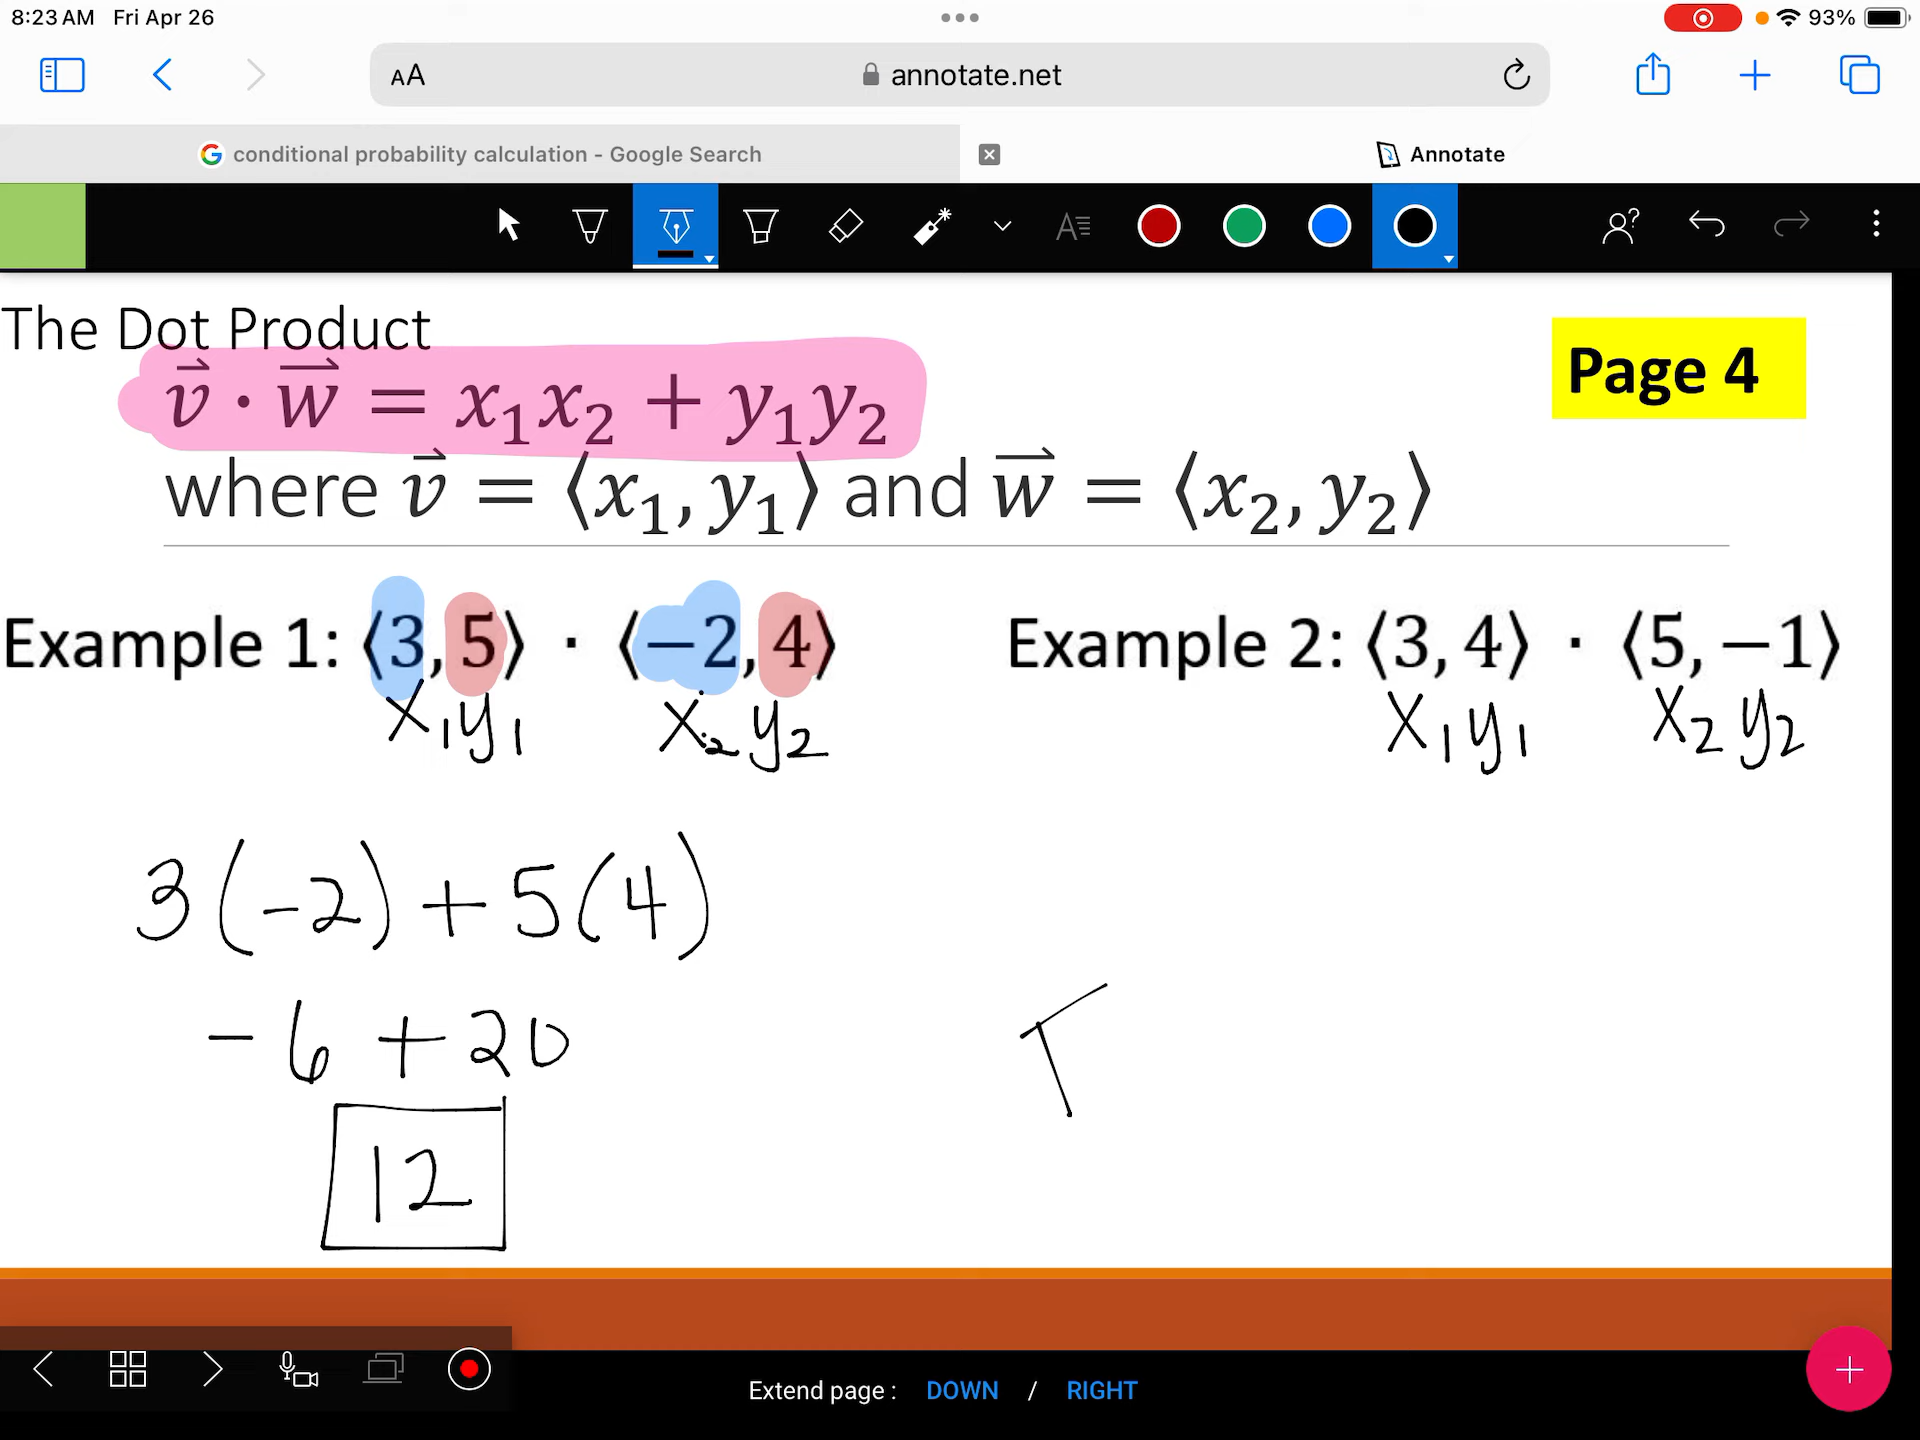 8:23 AM Fri Apr 26
93%
AA annotate.net
conditional probability calculation - Google Search
Annotate
The Dot Product
v⃗ · w⃗ = x₁x₂ + y₁y₂
Page 4
where v⃗ = ⟨x₁, y₁⟩ and w⃗ = ⟨x₂, y₂⟩
Example 1: ⟨3, 5⟩ · ⟨−2, 4⟩
x₁ y₁ x₂ y₂
3(-2) + 5(4)
-6 + 20
12
Example 2: ⟨3, 4⟩ · ⟨5, −1⟩
x₁ y₁ x₂ y₂
Extend page : DOWN / RIGHT